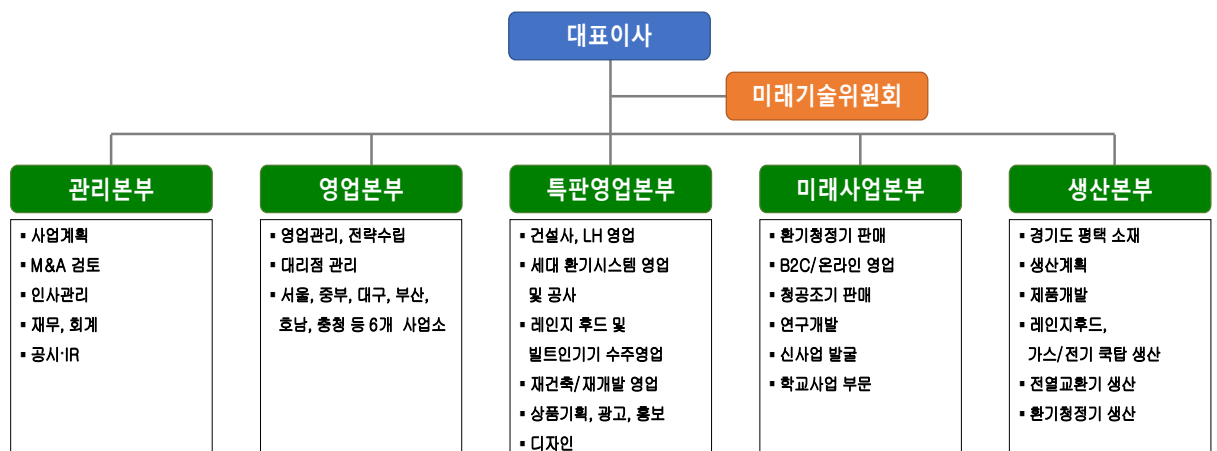 대표이사
미래기술위원회
관리본부
▪ 사업계획
▪ M&A 검토
▪ 인사관리
▪ 재무, 회계
▪ 공시·IR
영업본부
▪ 영업관리, 전략수립
▪ 대리점 관리
▪ 서울, 중부, 대구, 부산,
호남, 충청 등 6개 사업소
특판영업본부
▪ 건설사, LH 영업
▪ 세대 환기시스템 영업
및 공사
▪ 레인지 후드 및
빌트인기기 수주영업
▪ 재건축/재개발 영업
▪ 상품기획, 광고, 홍보
▪ 디자인
미래사업본부
▪ 환기청정기 판매
▪ B2C/온라인 영업
▪ 청공조기 판매
▪ 연구개발
▪ 신사업 발굴
▪ 학교사업 부문
생산본부
▪ 경기도 평택 소재
▪ 생산계획
▪ 제품개발
▪ 레인지후드,
가스/전기 쿡탑 생산
▪ 전열교환기 생산
▪ 환기청정기 생산